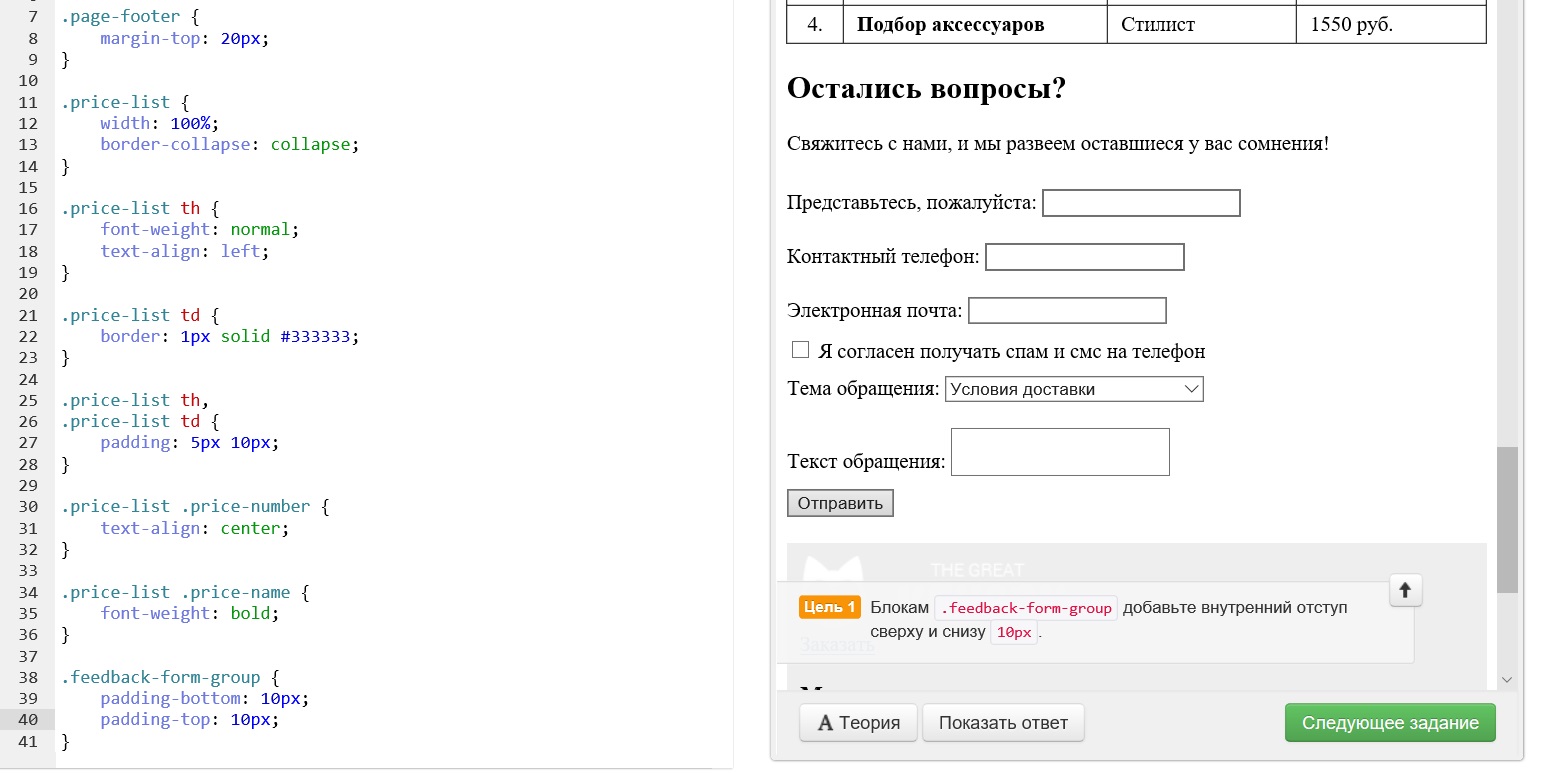 7 .page-footer {
8 margin-top: 20px;
9 }
10
11 .price-list {
12 width: 100%;
13 border-collapse: collapse;
14 }
15
16 .price-list th {
17 font-weight: normal;
18 text-align: left;
19 }
20
21 .price-list td {
22 border: 1px solid #333333;
23 }
24
25 .price-list th,
26 .price-list td {
27 padding: 5px 10px;
28 }
29
30 .price-list .price-number {
31 text-align: center;
32 }
33
34 .price-list .price-name {
35 font-weight: bold;
36 }
37
38 .feedback-form-group {
39 padding-bottom: 10px;
40 padding-top: 10px;
41 }
4. Подбор аксессуаров Стилист 1550 руб.
Остались вопросы?
Свяжитесь с нами, и мы развеем оставшиеся у вас сомнения!
Представьтесь, пожалуйста:
Контактный телефон:
Электронная почта:
Я согласен получать спам и смс на телефон
Тема обращения: Условия доставки
Текст обращения:
Отправить
THE GREAT
Цель 1 Блокам .feedback-form-group добавьте внутренний отступ
сверху и снизу 10px .
Заказать
А Теория Показать ответ Следующее задание